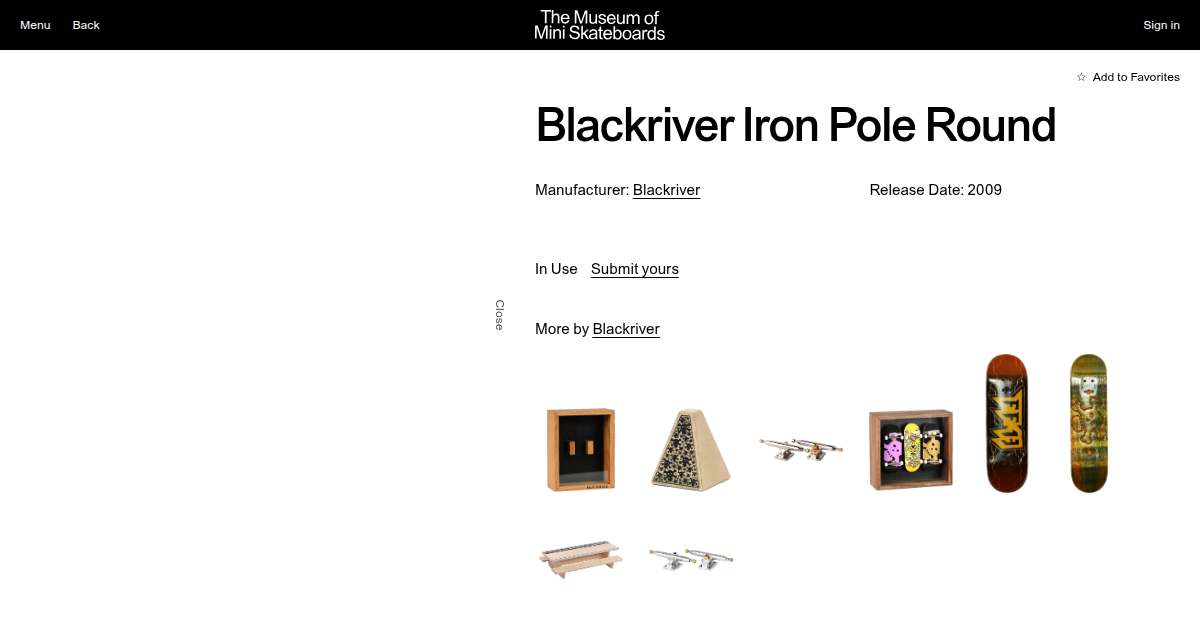 Menu
Back
The Museum of
Mini Skateboards
Sign in
☆ Add to Favorites
Blackriver Iron Pole Round
Manufacturer: Blackriver
Release Date: 2009
In Use
Submit yours
Close
More by Blackriver